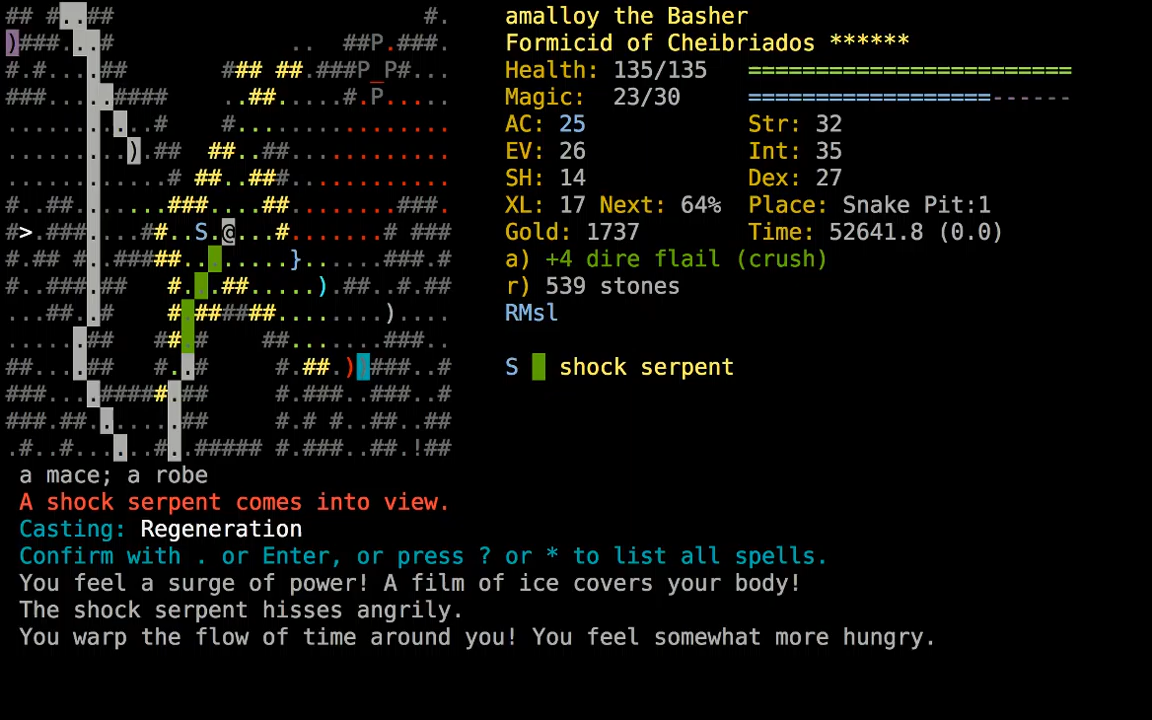 amalloy the Basher
Formicid of Cheibriados ******
Health: 135/135
Magic: 23/30
AC: 25 Str: 32
EV: 26 Int: 35
SH: 14 Dex: 27
XL: 17 Next: 64% Place: Snake Pit:1
Gold: 1737 Time: 52641.8 (0.0)
a) +4 dire flail (crush)
r) 539 stones
RMsl
S shock serpent
a mace; a robe
A shock serpent comes into view.
Casting: Regeneration
Confirm with . or Enter, or press ? or * to list all spells.
You feel a surge of power! A film of ice covers your body!
The shock serpent hisses angrily.
You warp the flow of time around you! You feel somewhat more hungry.